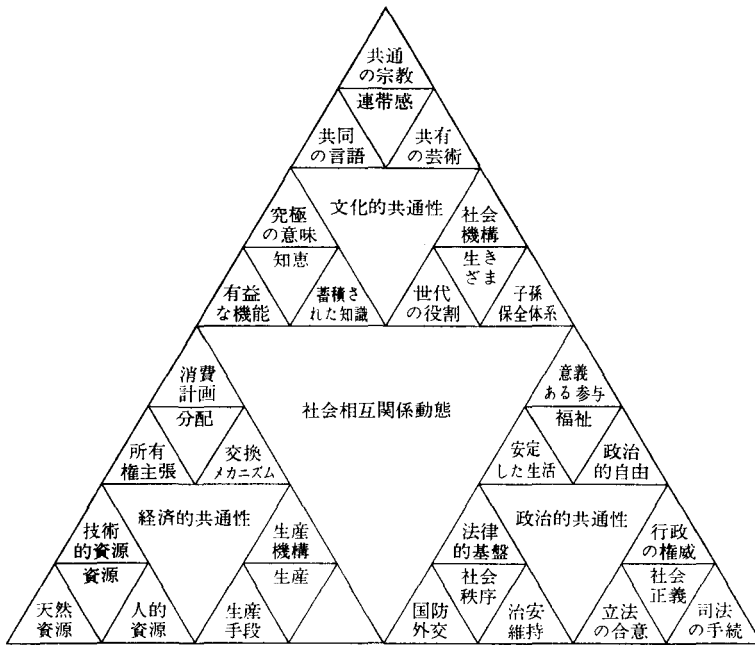 共通
の宗教
連帯感
共同
の言語
共有
の芸術
文化的共通性
究極
の意味
社会
機構
知恵
生き
ざま
有益
な機能
蓄積さ
れた知識
世代
の役割
子孫
保全体系
消費
計画
社会相互関係動態
意義
ある参与
分配
福祉
所有
権主張
交換
メカニズム
安定
した生活
政治
的自由
技術
的資源
経済的共通性
生産
機構
法律
的基盤
政治的共通性
行政
の権威
資源
生産
社会
秩序
社会
正義
天然
資源
人的
資源
生産
手段
国防
外交
治安
維持
立法
の合意
司法
の手続